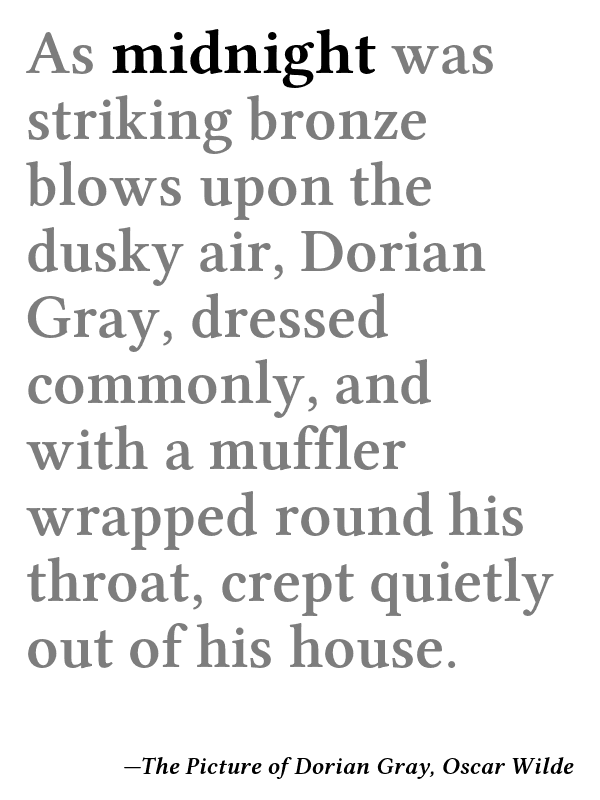 As midnight was
striking bronze
blows upon the
dusky air, Dorian
Gray, dressed
commonly, and
with a muffler
wrapped round his
throat, crept quietly
out of his house.
—The Picture of Dorian Gray, Oscar Wilde